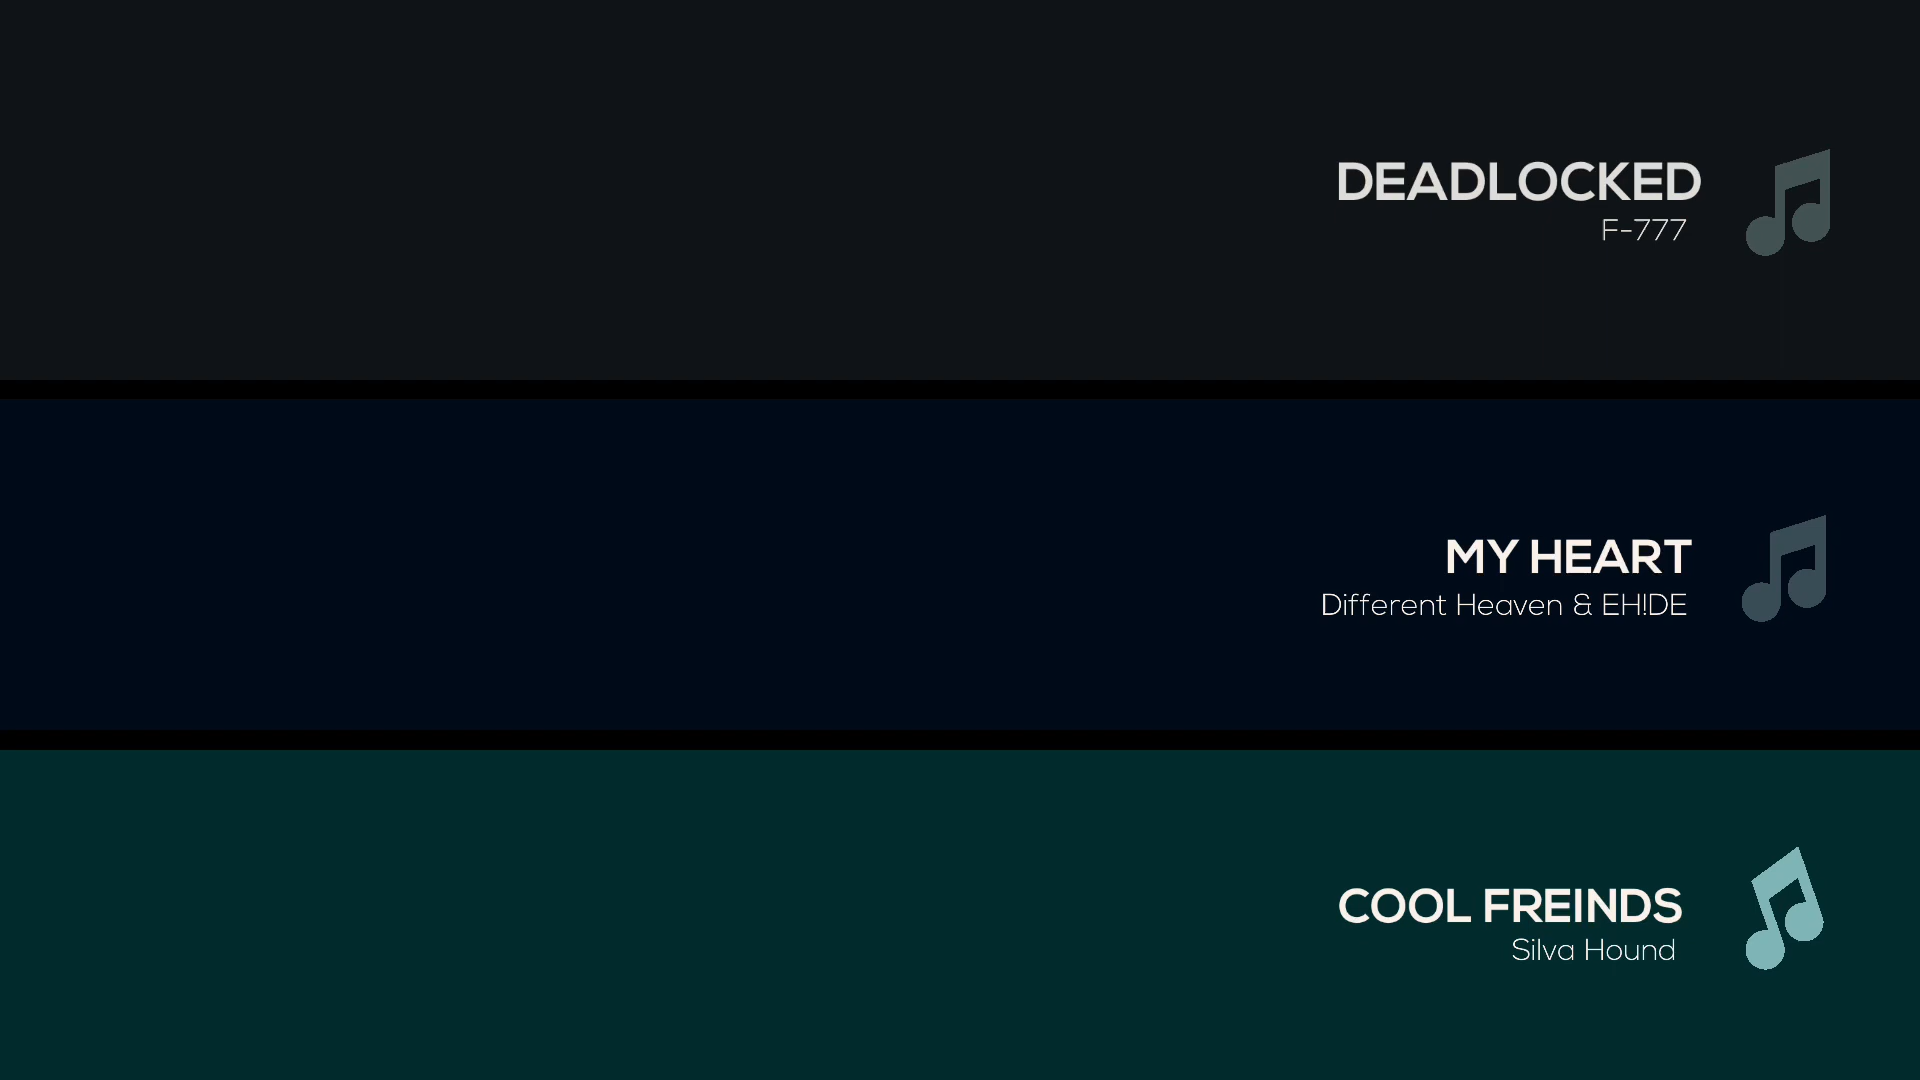 DEADLOCKED
F-777
MY HEART
Different Heaven & EH!DE
COOL FREINDS
Silva Hound